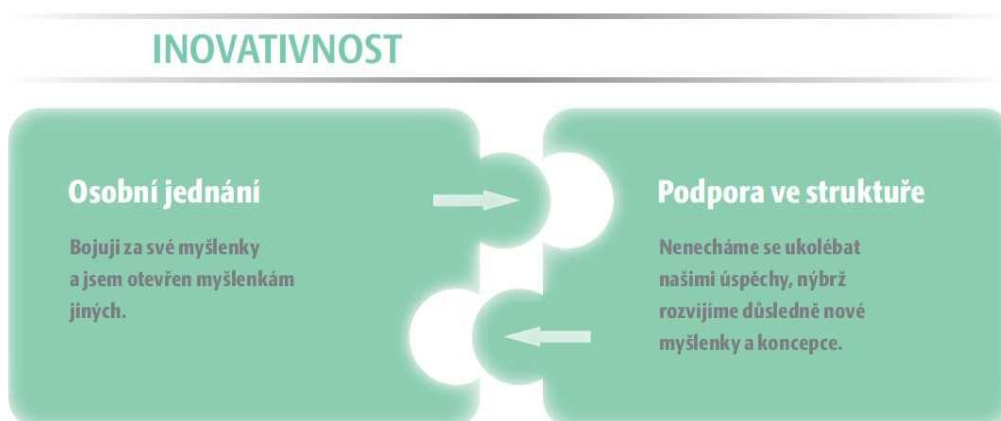 INOVATIVNOST
Osobní jednání
Bojuji za své myšlenky
a jsem otevřen myšlenkám
jiných.
Podpora ve struktuře
Nenecháme se ukolébat
našimi úspěchy, nýbrž
rozvíjíme důsledně nové
myšlenky a koncepce.